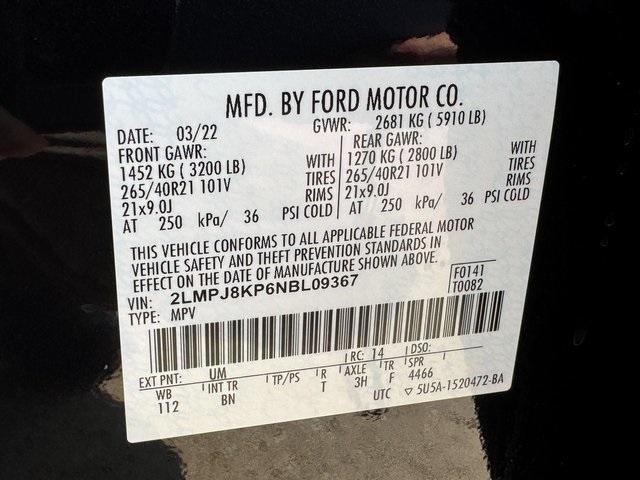 MFD. BY FORD MOTOR CO.
DATE: 03/22 GVWR: 2681 KG ( 5910 LB)
FRONT GAWR: REAR GAWR:
1452 KG ( 3200 LB) WITH 1270 KG ( 2800 LB) WITH
265/40R21 101V TIRES 265/40R21 101V TIRES
21x9.0J RIMS 21x9.0J RIMS
AT 250 kPa/ 36 PSI COLD AT 250 kPa/ 36 PSI COLD
THIS VEHICLE CONFORMS TO ALL APPLICABLE FEDERAL MOTOR
VEHICLE SAFETY AND THEFT PREVENTION STANDARDS IN
EFFECT ON THE DATE OF MANUFACTURE SHOWN ABOVE.
VIN: 2LMPJ8KP6NBL09367 F0141
TYPE: MPV T0082
EXT PNT: UM RC: 14 DSO:
WB INT TR TP/PS R AXLE TR SPR
112 BN T 3H F 4466
UTC ▽ 5U5A-1520472-BA